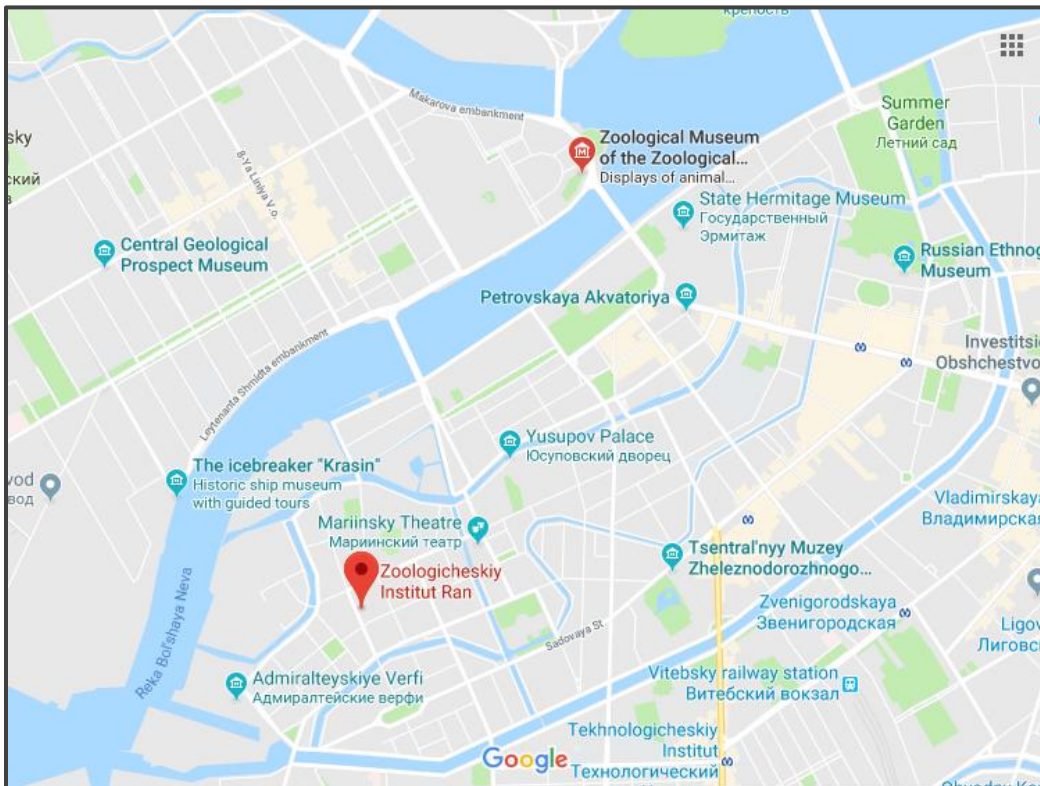 крепость
Makarova embankment
Summer
Garden
Летний сад
sky
ский
в
8-Ya Liniya V.o.
Zoological Museum
of the Zoological...
Displays of animal...
State Hermitage Museum
Государственный
Эрмитаж
Central Geological
Prospect Museum
Russian Ethnog
Museum
Petrovskaya Akvatoriya
Investitsio
Obshchestvo
Leytenanta Shmidta embankment
Yusupov Palace
Юсуповский дворец
The icebreaker "Krasin"
Historic ship museum
with guided tours
vod
вод
Vladimirskaya
Владимирская
Mariinsky Theatre
Мариинский театр
Tsentral'nyy Muzey
Zheleznodorozhnogo...
Zoologicheskiy
Institut Ran
Zvenigorodskaya
Звенигородская
Ligov
Лиговс
Sadovaya St
Reka Bol'shaya Neva
Admiralteyskiye Verfi
Адмиралтейские верфи
Vitebsky railway station
Витебский вокзал
Tekhnologicheskiy
Institut
Технологический
Google